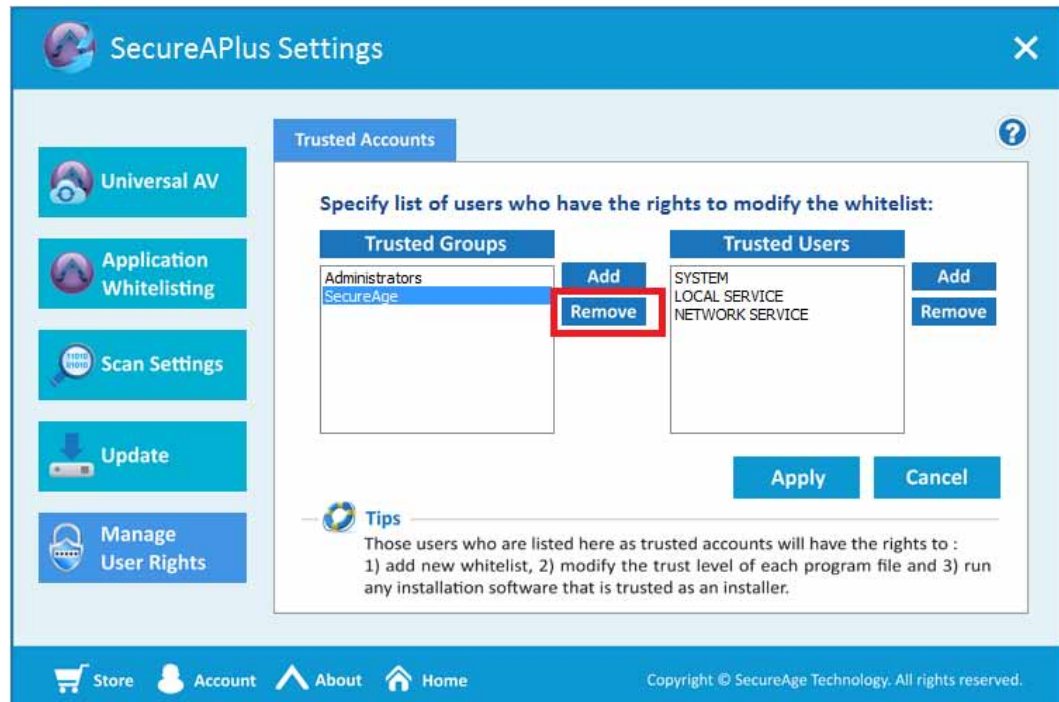 SecureAPlus Settings
Universal AV
Application
Whitelisting
Scan Settings
Update
Manage
User Rights
Trusted Accounts
Specify list of users who have the rights to modify the whitelist:
Trusted Groups
Administrators
SecureAge
Add
Remove
Trusted Users
SYSTEM
LOCAL SERVICE
NETWORK SERVICE
Add
Remove
Apply
Cancel
Tips
Those users who are listed here as trusted accounts will have the rights to :
1) add new whitelist, 2) modify the trust level of each program file and 3) run
any installation software that is trusted as an installer.
Store
Account
About
Home
Copyright © SecureAge Technology. All rights reserved.